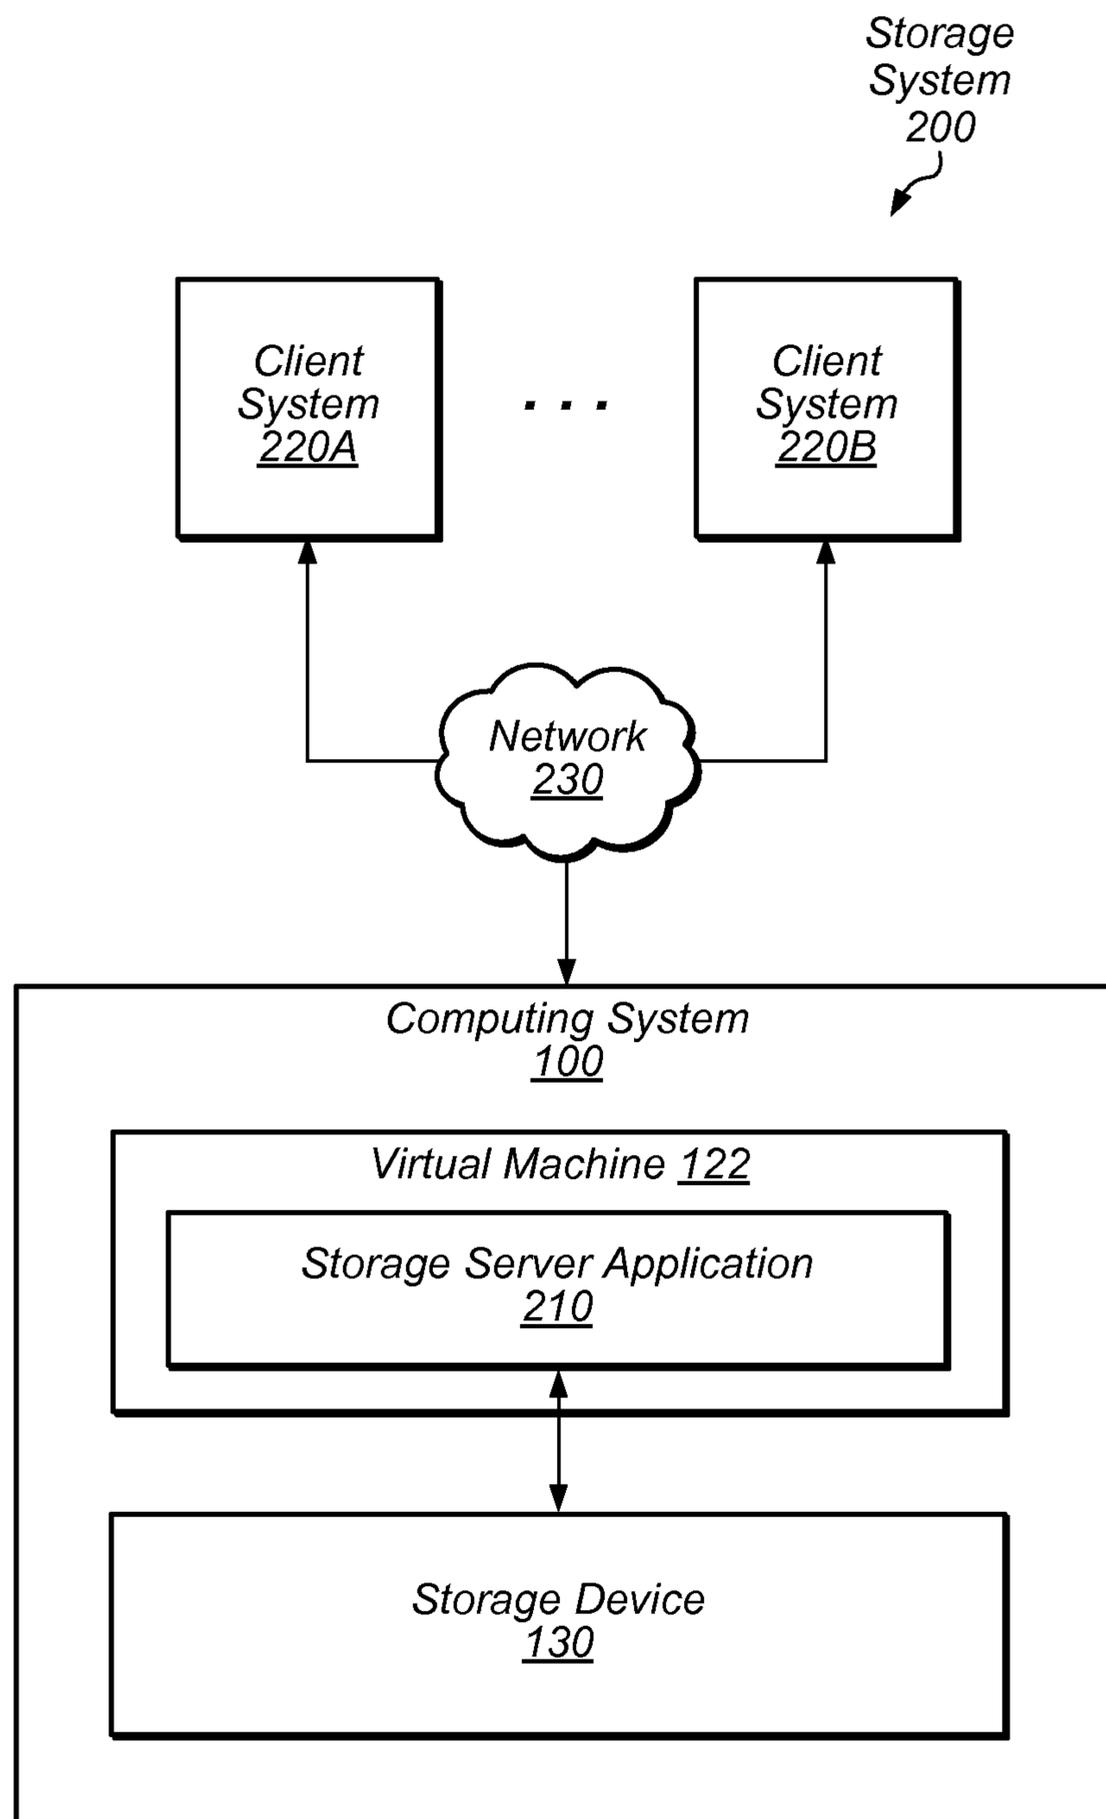 Storage
System
200
Client
System
220A
. . .
Client
System
220B
Network
230
Computing System
100
Virtual Machine 122
Storage Server Application
210
Storage Device
130